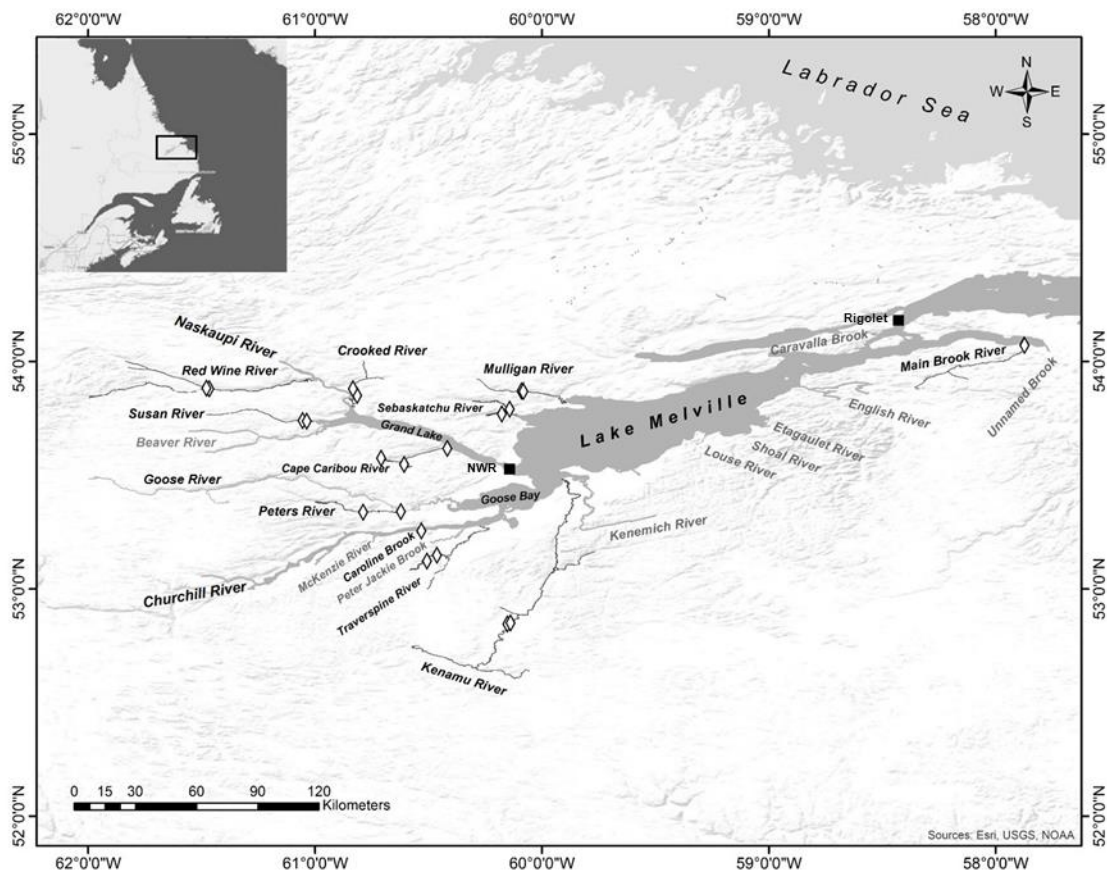 62°0'0"W 61°0'0"W 60°0'0"W 59°0'0"W 58°0'0"W
Labrador Sea
N
W E
S
55°0'0"N 55°0'0"N
Rigolet
Naskaupi River
Caravalla Brook
Crooked River
54°0'0"N 54°0'0"N
Main Brook River
Red Wine River
Mulligan River
Unnamed Brook
Susan River
Sebaskatchu River
English River
Lake Melville
Beaver River
Grand Lake
Etagaulet River
Shoal River
Louse River
Cape Caribou River
NWR
Goose River
Goose Bay
Peters River
Kenemich River
McKenzie River
Caroline Brook
Peter Jackie Brook
53°0'0"N 53°0'0"N
Churchill River
Traverspine River
Kenamu River
0 15 30 60 90 120
Kilometers
52°0'0"N 52°0'0"N
Sources: Esri, USGS, NOAA
62°0'0"W 61°0'0"W 60°0'0"W 59°0'0"W 58°0'0"W